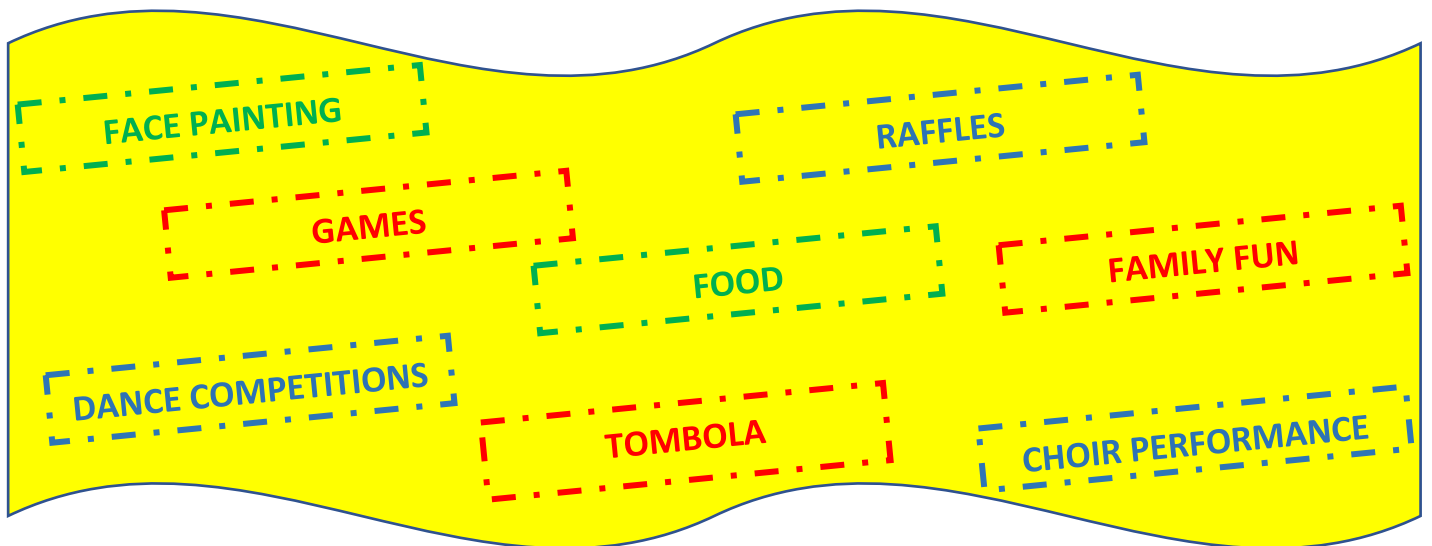 FACE PAINTING
RAFFLES
GAMES
FOOD
FAMILY FUN
DANCE COMPETITIONS
TOMBOLA
CHOIR PERFORMANCE